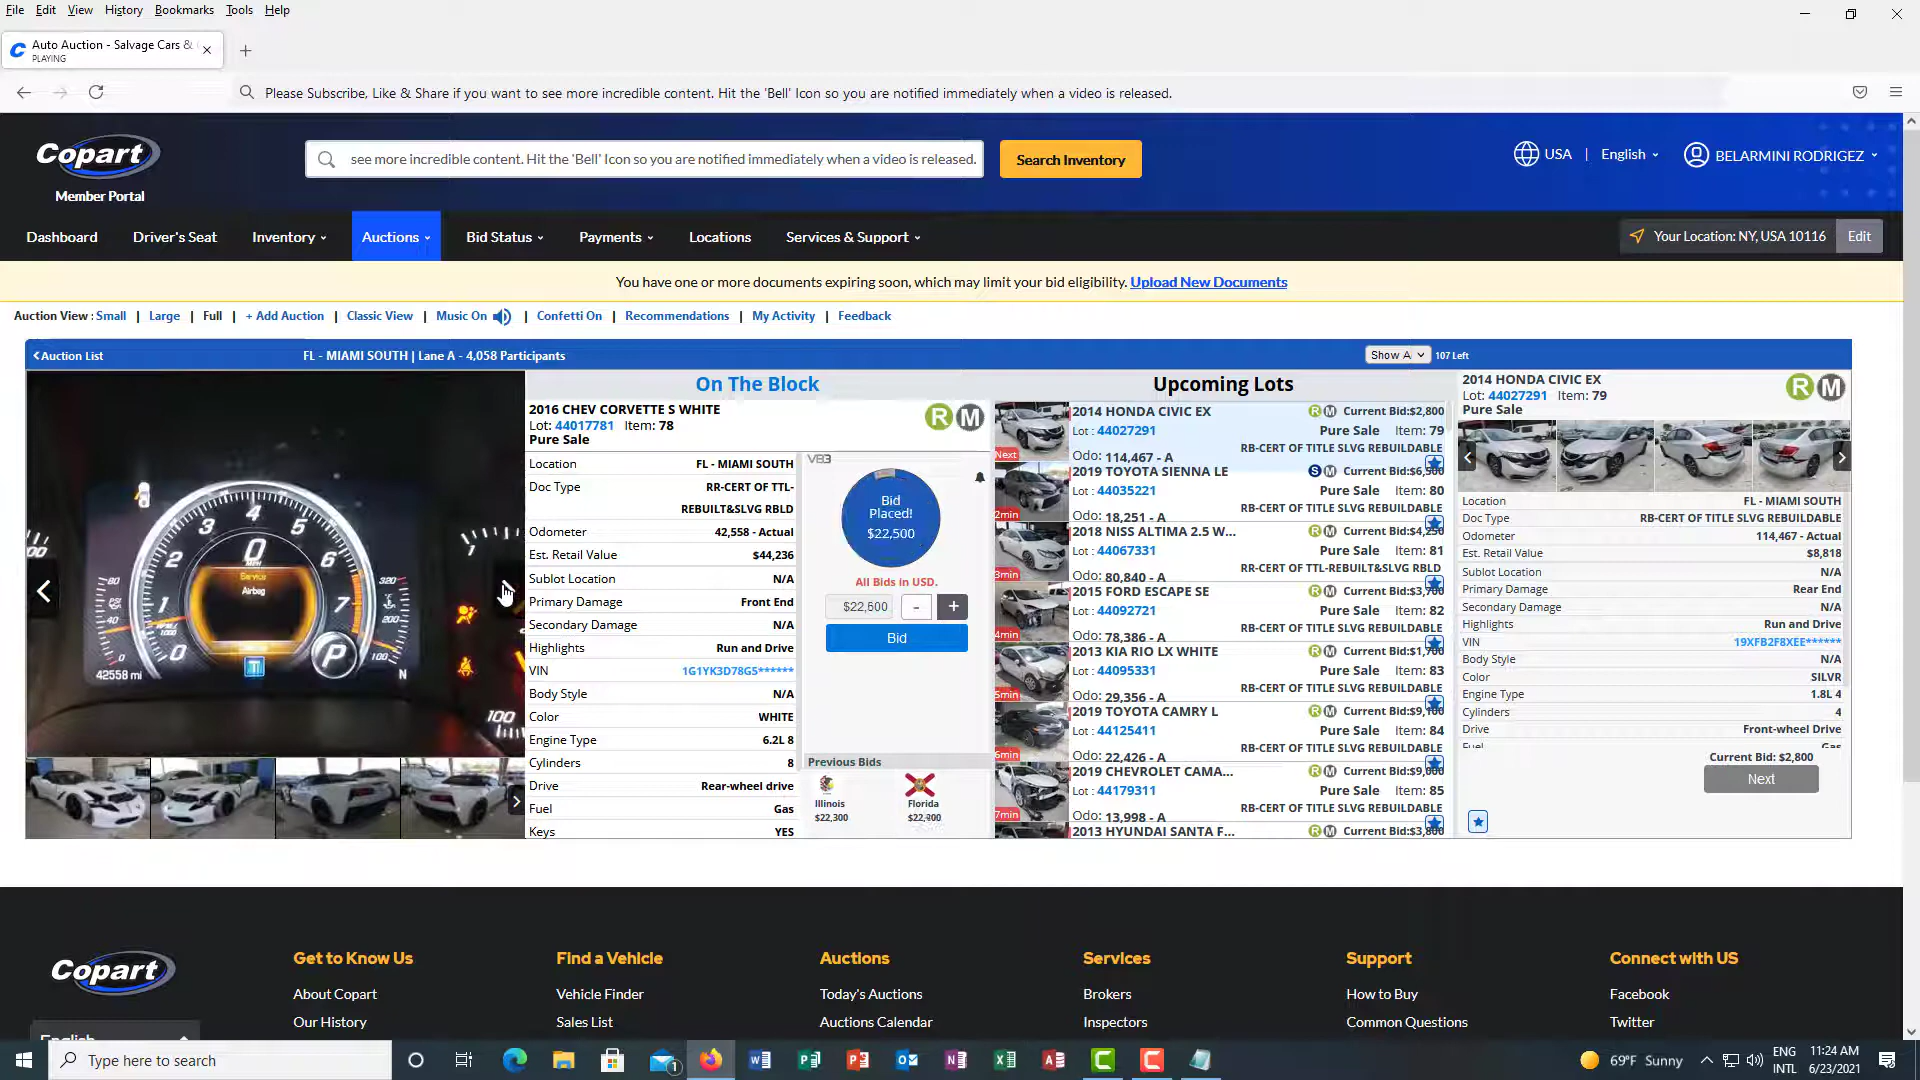 File Edit View History Bookmarks Tools Help
Auto Auction - Salvage Cars &
PLAYING
Please Subscribe, Like & Share if you want to see more incredible content. Hit the 'Bell' Icon so you are notified immediately when a video is released.
Copart
Member Portal
see more incredible content. Hit the 'Bell' Icon so you are notified immediately when a video is released.
Search Inventory
USA | English
BELARMINI RODRIGEZ
Dashboard Driver's Seat Inventory Auctions Bid Status Payments Locations Services & Support
Your Location: NY, USA 10116 Edit
You have one or more documents expiring soon, which may limit your bid eligibility. Upload New Documents
Auction View : Small | Large | Full | + Add Auction | Classic View | Music On | Confetti On | Recommendations | My Activity | Feedback
Auction List FL - MIAMI SOUTH | Lane A - 4,058 Participants Show A 107 Left
Service
Airbag
42558 mi
On The Block
2016 CHEV CORVETTE S WHITE
Lot: 44017781 Item: 78
Pure Sale
R M
Location FL - MIAMI SOUTH
Doc Type RR-CERT OF TTL-
REBUILT&SLVG RBLD
Odometer 42,558 - Actual
Est. Retail Value $44,236
Sublot Location N/A
Primary Damage Front End
Secondary Damage N/A
Highlights Run and Drive
VIN 1G1YK3D78G5******
Body Style N/A
Color WHITE
Engine Type 6.2L 8
Cylinders 8
Drive Rear-wheel drive
Fuel Gas
Keys YES
VB3
Bid
Placed!
$22,500
All Bids in USD.
$22,600 - +
Bid
Previous Bids
Illinois
$22,300
Florida
Upcoming Lots
2014 HONDA CIVIC EX R M Current Bid:$2,800
Lot : 44027291 Pure Sale Item: 79
RB-CERT OF TITLE SLVG REBUILDABLE
Next Odo: 114,467 - A
2019 TOYOTA SIENNA LE S M Current Bid:$6,500
Lot : 44035221 Pure Sale Item: 80
RB-CERT OF TITLE SLVG REBUILDABLE
2min Odo: 18,251 - A
2018 NISS ALTIMA 2.5 W... R M Current Bid:$4,250
Lot : 44067331 Pure Sale Item: 81
RR-CERT OF TTL-REBUILT&SLVG RBLD
3min Odo: 80,840 - A
2015 FORD ESCAPE SE R M
Lot : 44092721 Pure Sale Item: 82
RB-CERT OF TITLE SLVG REBUILDABLE
4min Odo: 78,386 - A
2013 KIA RIO LX WHITE R M
Lot : 44095331 Pure Sale Item: 83
RB-CERT OF TITLE SLVG REBUILDABLE
5min Odo: 29,356 - A
2019 TOYOTA CAMRY L R M
Lot : 44125411 Pure Sale Item: 84
RB-CERT OF TITLE SLVG REBUILDABLE
6min Odo: 22,426 - A
2019 CHEVROLET CAMA... R M
Lot : 44179311 Pure Sale Item: 85
RB-CERT OF TITLE SLVG REBUILDABLE
7min Odo: 13,998 - A
2013 HYUNDAI SANTA F... R M
2014 HONDA CIVIC EX
Lot: 44027291 Item: 79
Pure Sale
R M
Location FL - MIAMI SOUTH
Doc Type RB-CERT OF TITLE SLVG REBUILDABLE
Odometer 114,467 - Actual
Est. Retail Value $8,818
Sublot Location N/A
Primary Damage Rear End
Secondary Damage N/A
Highlights Run and Drive
VIN 19XFB2F8XEE******
Body Style N/A
Color SILVR
Engine Type 1.8L 4
Cylinders 4
Drive Front-wheel Drive
Fuel Gas
Current Bid: $2,800
Next
Copart
English
Get to Know Us
About Copart
Our History
Find a Vehicle
Vehicle Finder
Sales List
Auctions
Today's Auctions
Auctions Calendar
Services
Brokers
Inspectors
Support
How to Buy
Common Questions
Connect with US
Facebook
Twitter
Type here to search
69°F Sunny
ENG
INTL
11:24 AM
6/23/2021